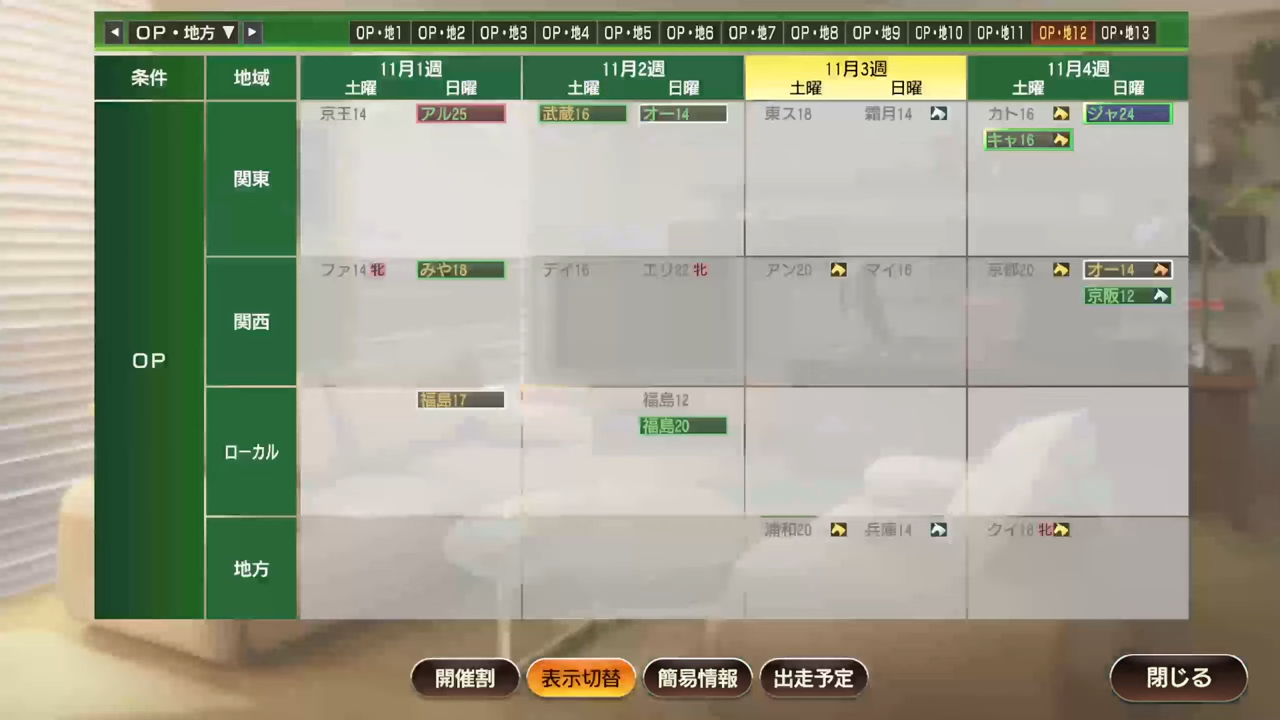 ◀ OP・地方▼ ▶ OP・地1 OP・地2 OP・地3 OP・地4 OP・地5 OP・地6 OP・地7 OP・地8 OP・地9 OP・地10 OP・地11 OP・地12 OP・地13
条件 地域 11月1週 11月2週 11月3週 11月4週
土曜 日曜 土曜 日曜 土曜 日曜 土曜 日曜
OP
関東
京王14 アル25 武蔵16 オー14 東ス18 霜月14 カト16 ジャ24
キャ16
関西
ファ14牝 みや18 デイ16 エリ22牝 アン20 マイ16 京都20 オー14
京阪12
ローカル
福島17 福島12
福島20
地方
浦和20 兵庫14 クイ18牝
開催割 表示切替 簡易情報 出走予定 閉じる